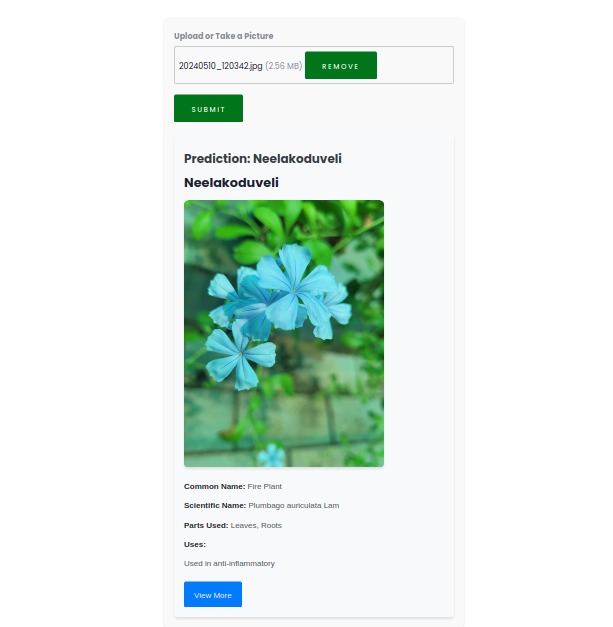 Upload or Take a Picture
20240510_120342.jpg (2.56 MB) REMOVE
SUBMIT
Prediction: Neelakoduveli
Neelakoduveli
Common Name: Fire Plant
Scientific Name: Plumbago auriculata Lam
Parts Used: Leaves, Roots
Uses:
Used in anti-inflammatory
View More